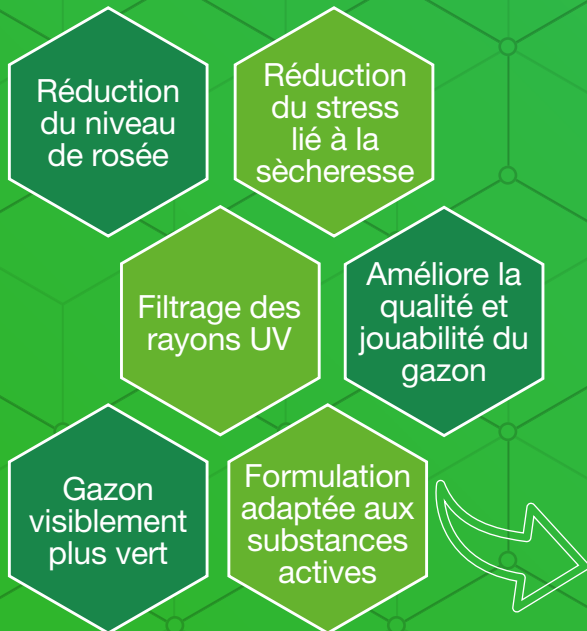 Réduction
du niveau
de rosée
Réduction
du stress
lié à la
sècheresse
Filtrage des
rayons UV
Améliore la
qualité et
jouabilité du
gazon
Gazon
visiblement
plus vert
Formulation
adaptée aux
substances
actives